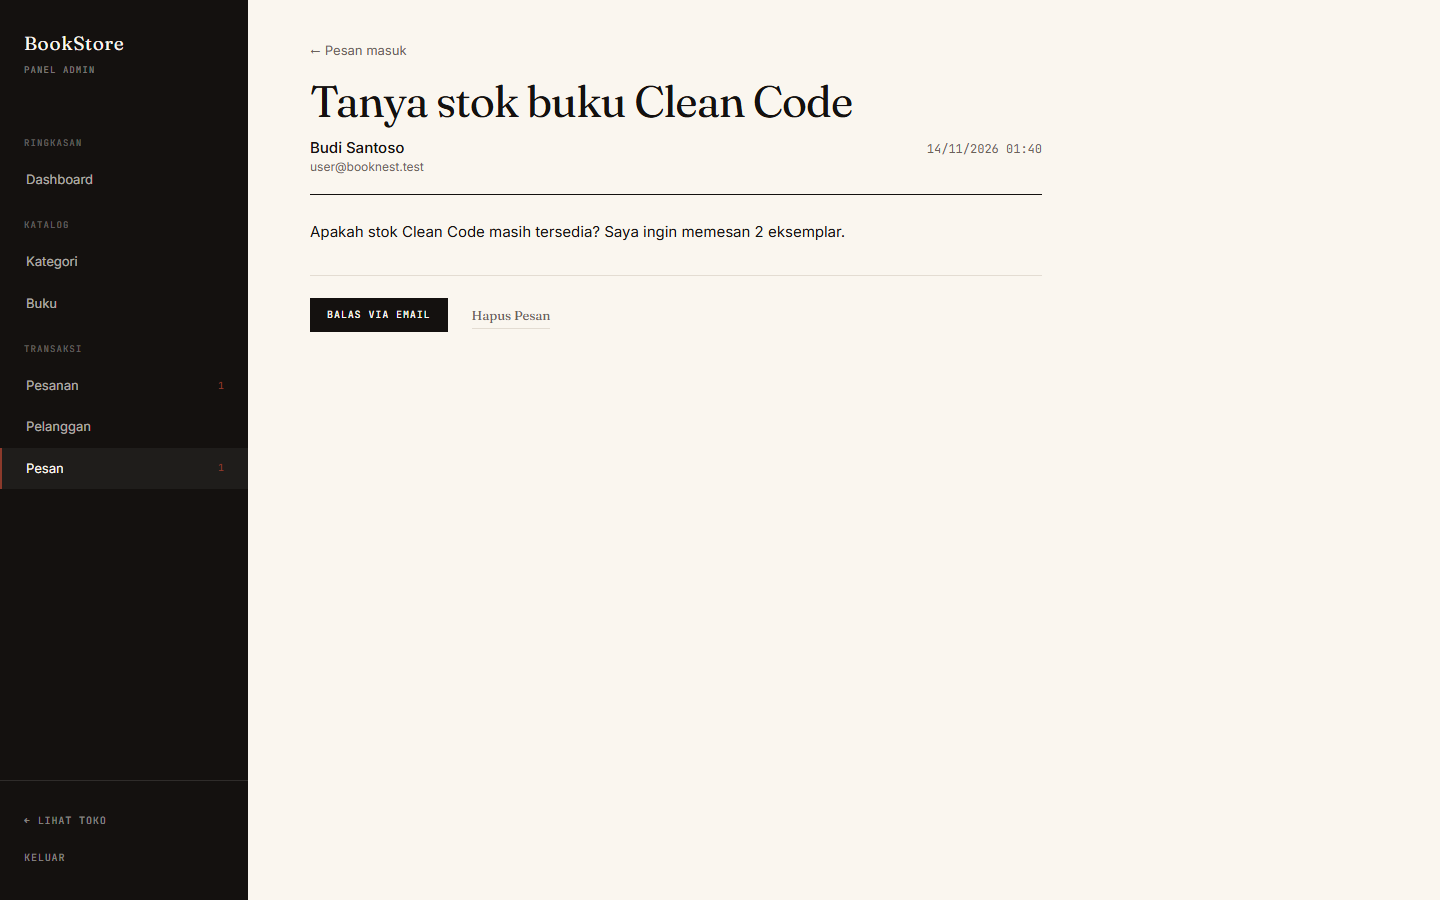 BookStore
PANEL ADMIN
RINGKASAN
Dashboard
KATALOG
Kategori
Buku
TRANSAKSI
Pesanan 1
Pelanggan
Pesan 1
← LIHAT TOKO
KELUAR
← Pesan masuk
Tanya stok buku Clean Code
Budi Santoso
14/11/2026 01:40
user@booknest.test
Apakah stok Clean Code masih tersedia? Saya ingin memesan 2 eksemplar.
BALAS VIA EMAIL
Hapus Pesan